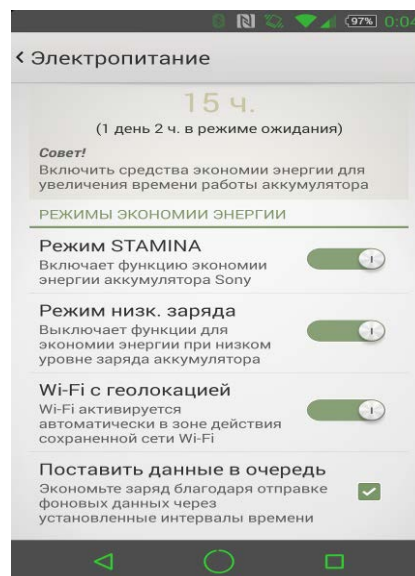 97% 0:04
Электропитание
15 ч.
(1 день 2 ч. в режиме ожидания)
Совет!
Включить средства экономии энергии для
увеличения времени работы аккумулятора
РЕЖИМЫ ЭКОНОМИИ ЭНЕРГИИ
Режим STAMINA
Включает функцию экономии
энергии аккумулятора Sony
Режим низк. заряда
Выключает функции для
экономии энергии при низком
уровне заряда аккумулятора
Wi-Fi с геолокацией
Wi-Fi активируется
автоматически в зоне действия
сохраненной сети Wi-Fi
Поставить данные в очередь
Экономьте заряд благодаря отправке
фоновых данных через
установленные интервалы времени